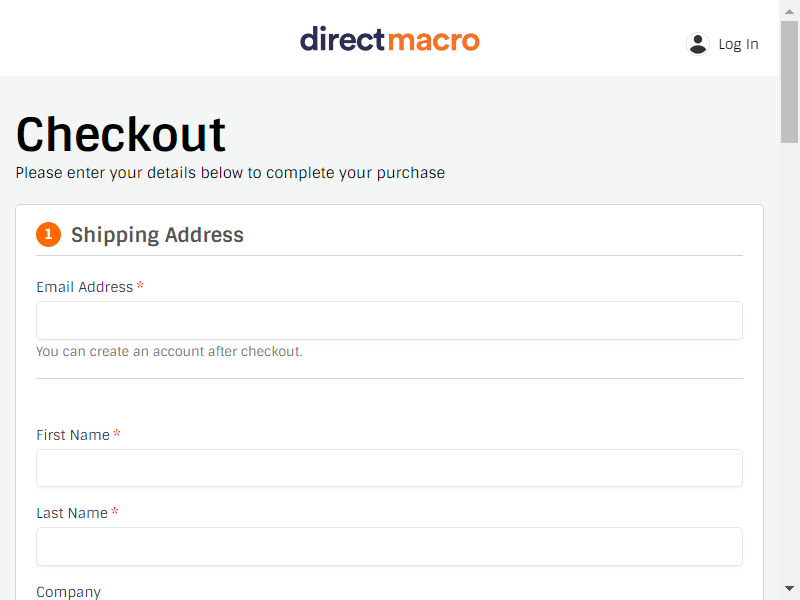 directmacro
Log In
Checkout
Please enter your details below to complete your purchase
1 Shipping Address
Email Address *
You can create an account after checkout.
First Name *
Last Name *
Company